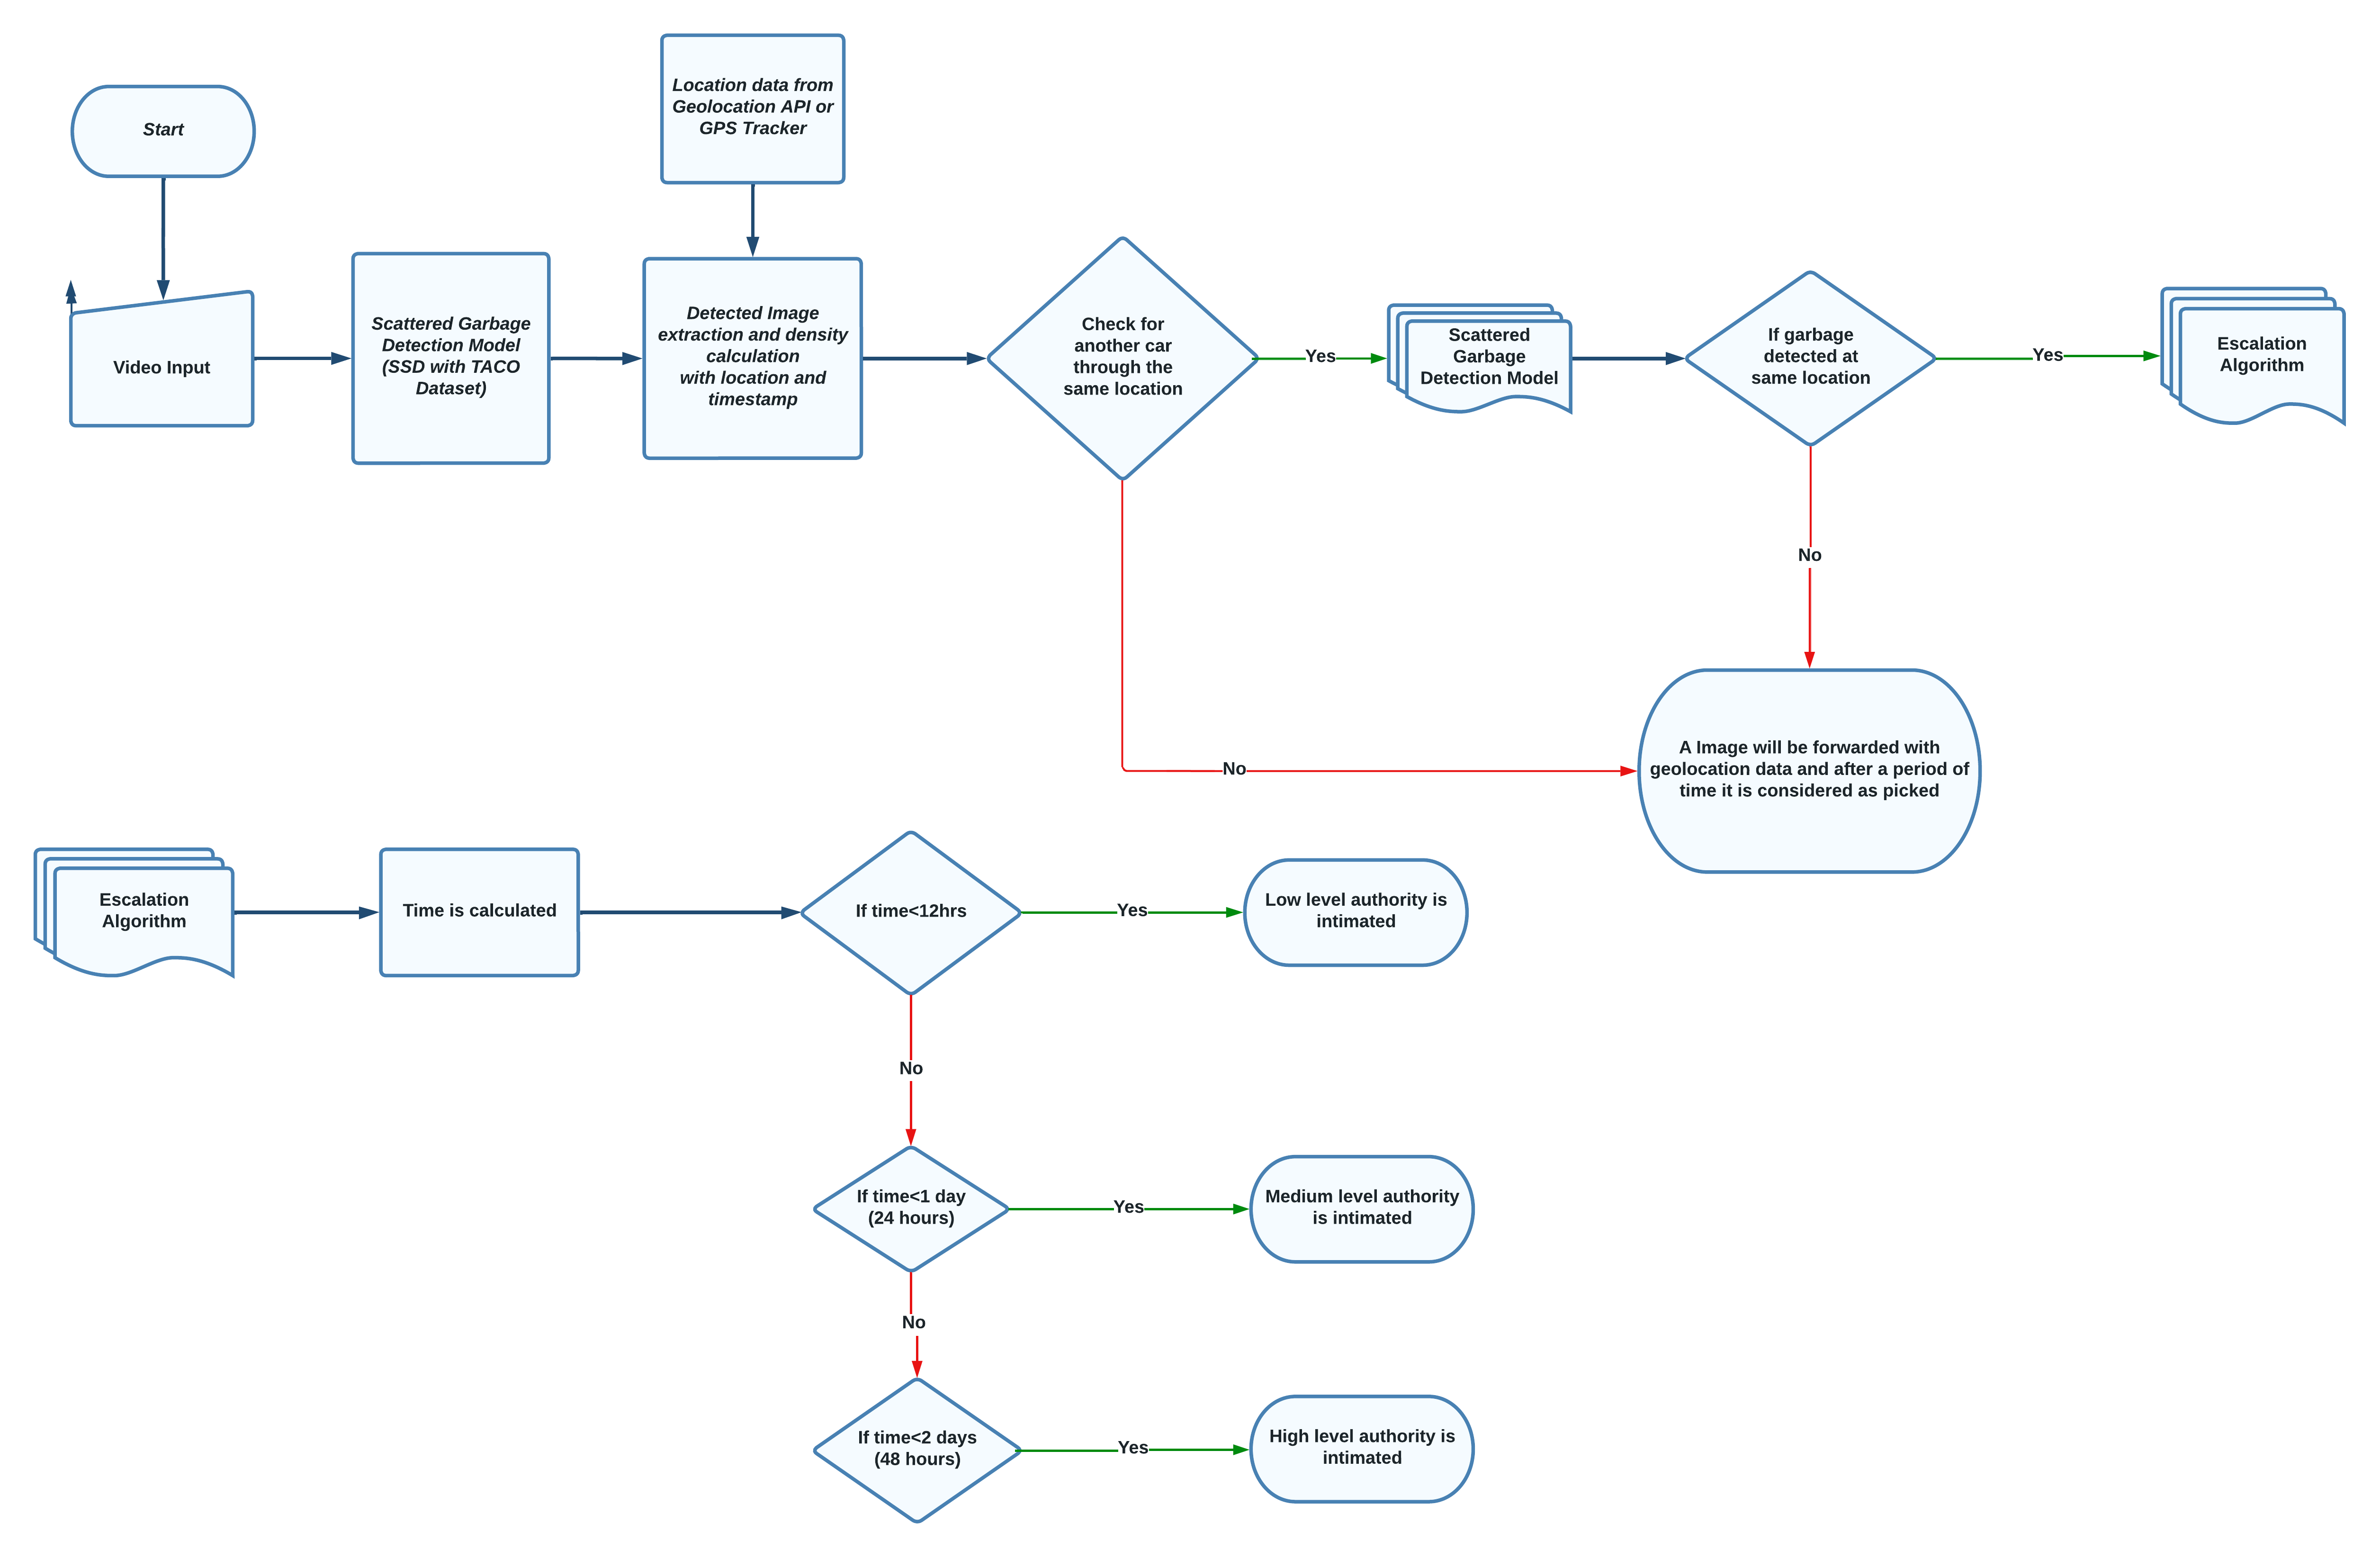 Start
Location data from
Geolocation API or
GPS Tracker
Video Input
Scattered Garbage
Detection Model
(SSD with TACO
Dataset)
Detected Image
extraction and density
calculation
with location and
timestamp
Check for
another car
through the
same location
Yes
Scattered
Garbage
Detection Model
If garbage
detected at
same location
Yes
Escalation
Algorithm
No
No
A Image will be forwarded with
geolocation data and after a period of
time it is considered as picked
Escalation
Algorithm
Time is calculated
If time<12hrs
Yes
Low level authority is
intimated
No
If time<1 day
(24 hours)
Yes
Medium level authority
is intimated
No
If time<2 days
(48 hours)
Yes
High level authority is
intimated